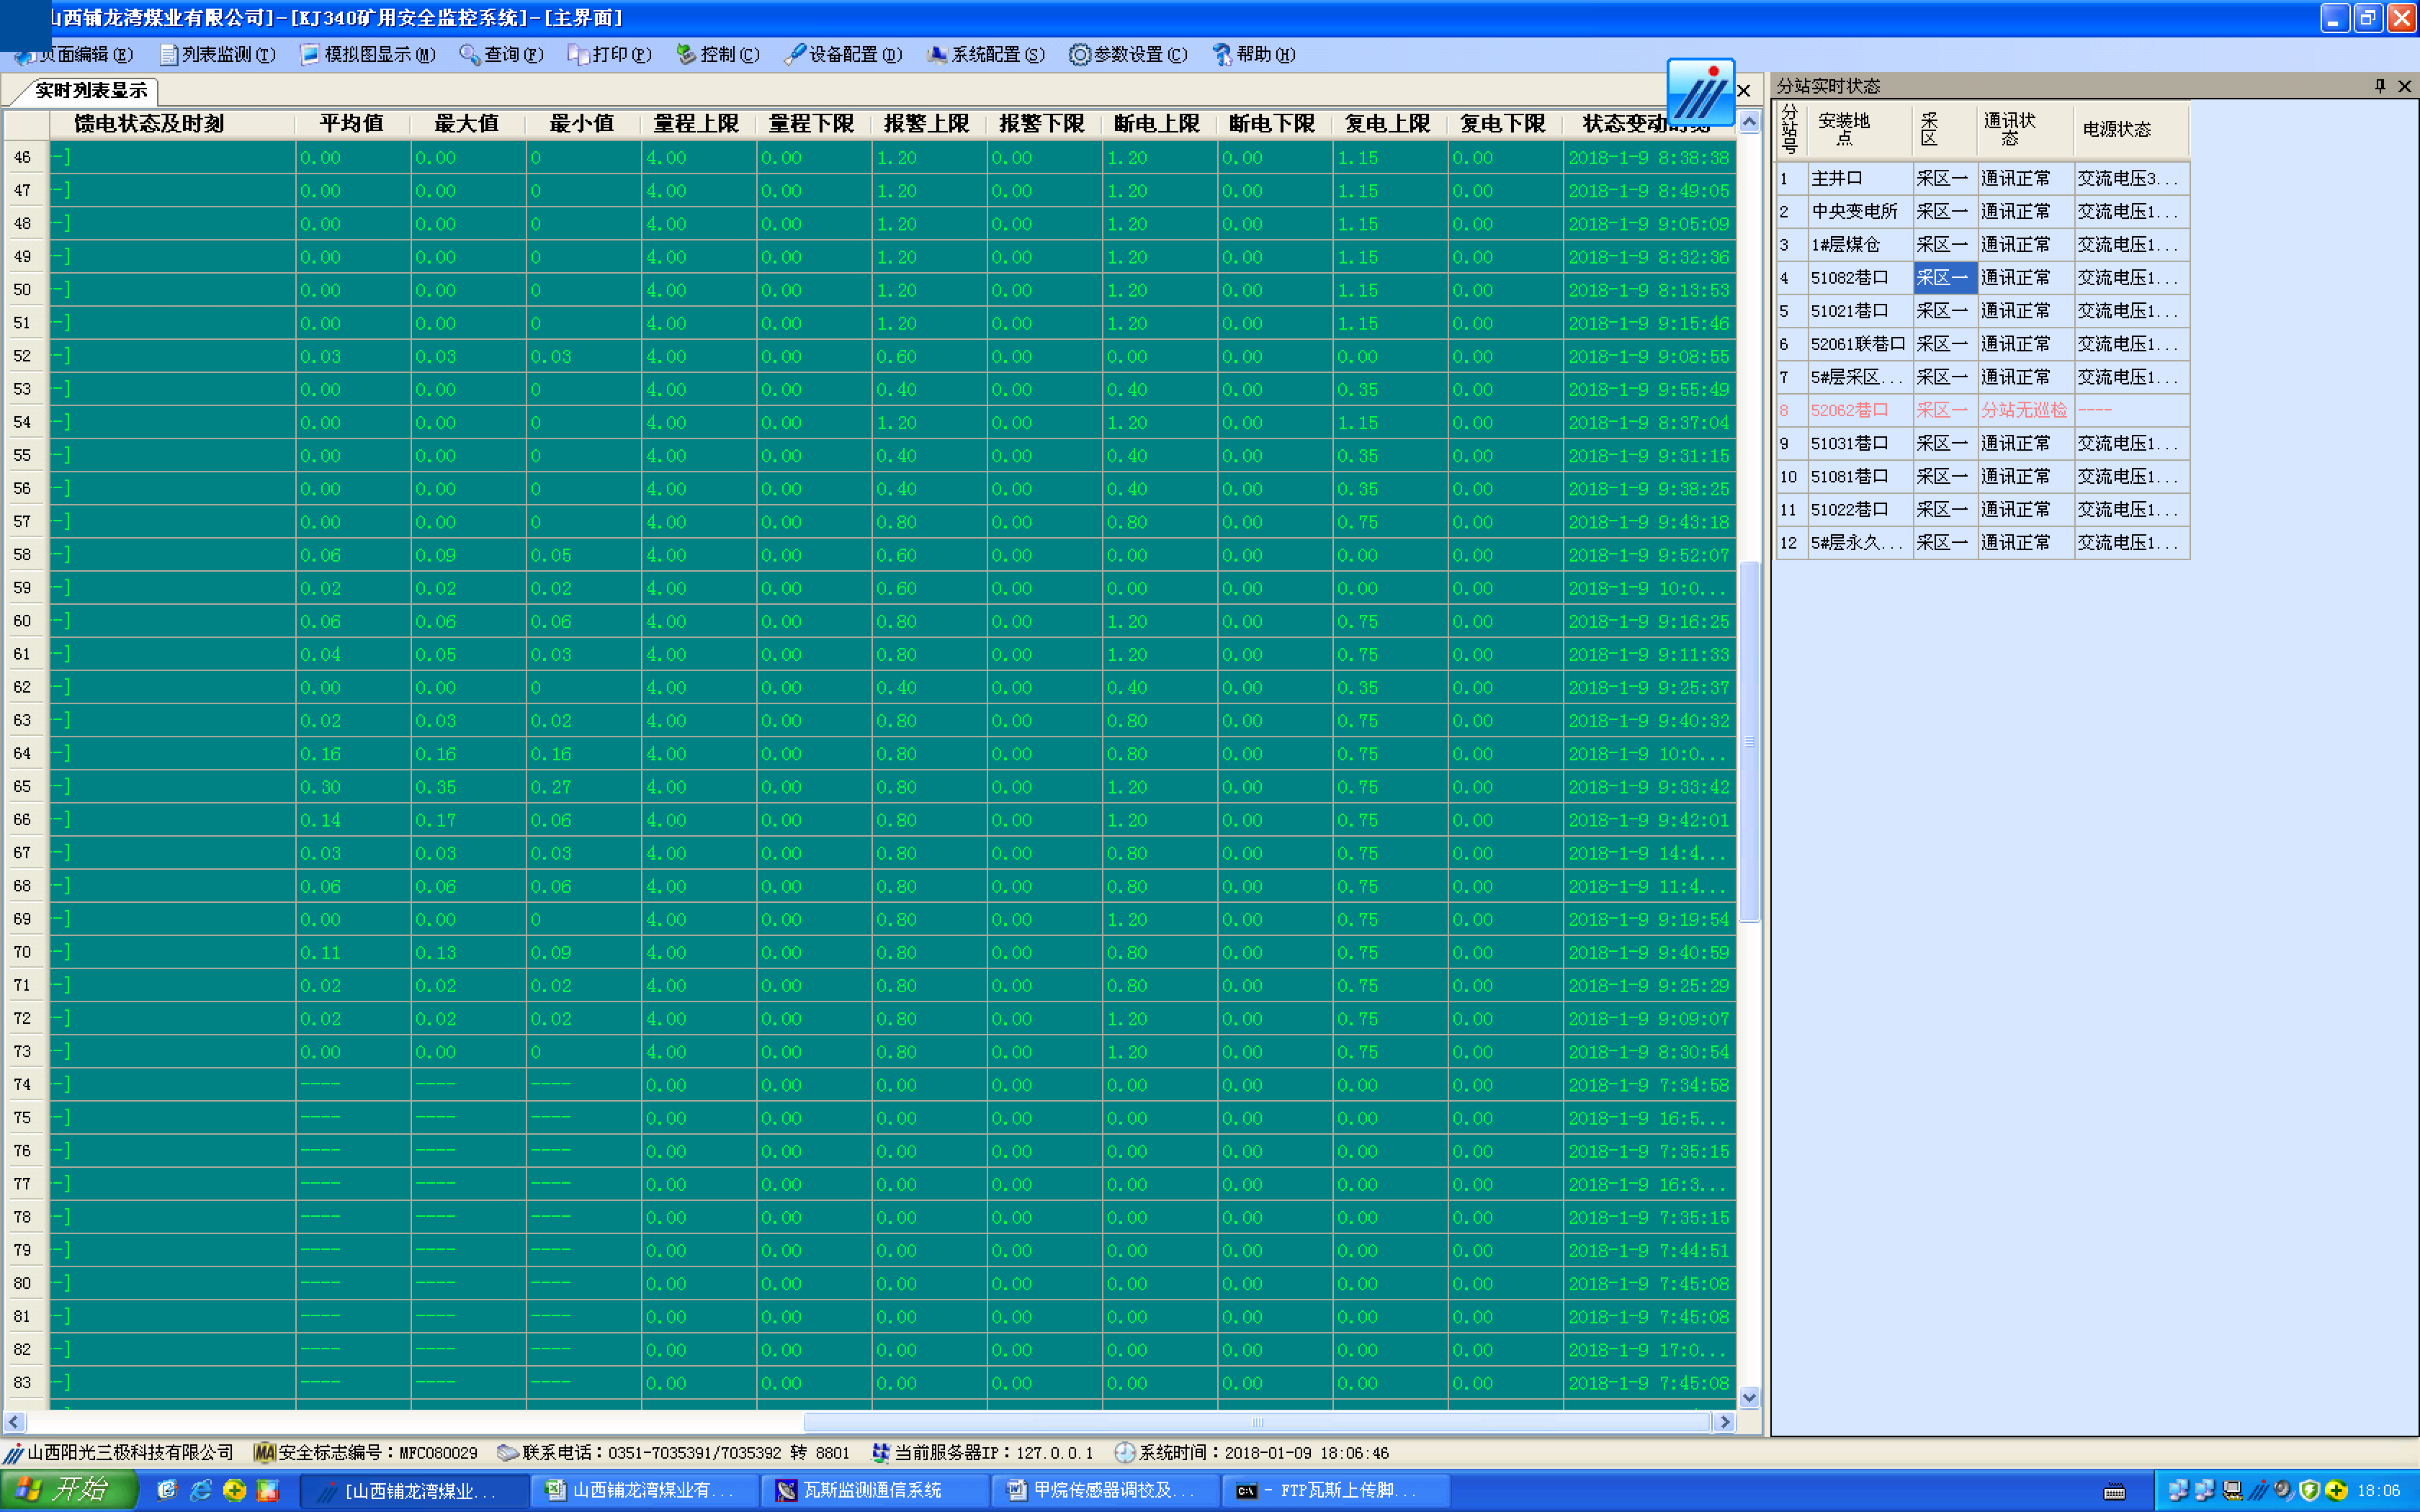 山西铺龙湾煤业有限公司]-[KJ340矿用安全监控系统]-[主界面]
页面编辑(E) 列表监测(T) 模拟图显示(M) 查询(F) 打印(P) 控制(C) 设备配置(D) 系统配置(S) 参数设置(C) 帮助(H)
实时列表显示
馈电状态及时刻 平均值 最大值 最小值 量程上限 量程下限 报警上限 报警下限 断电上限 断电下限 复电上限 复电下限 状态变动时刻
46 -] 0.00 0.00 0 4.00 0.00 1.20 0.00 1.20 0.00 1.15 0.00 2018-1-9 8:38:38
47 -] 0.00 0.00 0 4.00 0.00 1.20 0.00 1.20 0.00 1.15 0.00 2018-1-9 8:49:05
48 -] 0.00 0.00 0 4.00 0.00 1.20 0.00 1.20 0.00 1.15 0.00 2018-1-9 9:05:09
49 -] 0.00 0.00 0 4.00 0.00 1.20 0.00 1.20 0.00 1.15 0.00 2018-1-9 8:32:36
50 -] 0.00 0.00 0 4.00 0.00 1.20 0.00 1.20 0.00 1.15 0.00 2018-1-9 8:13:53
51 -] 0.00 0.00 0 4.00 0.00 1.20 0.00 1.20 0.00 1.15 0.00 2018-1-9 9:15:46
52 -] 0.03 0.03 0.03 4.00 0.00 0.60 0.00 0.00 0.00 0.00 0.00 2018-1-9 9:08:55
53 -] 0.00 0.00 0 4.00 0.00 0.40 0.00 0.40 0.00 0.35 0.00 2018-1-9 9:55:49
54 -] 0.00 0.00 0 4.00 0.00 1.20 0.00 1.20 0.00 1.15 0.00 2018-1-9 8:37:04
55 -] 0.00 0.00 0 4.00 0.00 0.40 0.00 0.40 0.00 0.35 0.00 2018-1-9 9:31:15
56 -] 0.00 0.00 0 4.00 0.00 0.40 0.00 0.40 0.00 0.35 0.00 2018-1-9 9:38:25
57 -] 0.00 0.00 0 4.00 0.00 0.80 0.00 0.80 0.00 0.75 0.00 2018-1-9 9:43:18
58 -] 0.06 0.09 0.05 4.00 0.00 0.60 0.00 0.00 0.00 0.00 0.00 2018-1-9 9:52:07
59 -] 0.02 0.02 0.02 4.00 0.00 0.60 0.00 0.00 0.00 0.00 0.00 2018-1-9 10:0...
60 -] 0.06 0.06 0.06 4.00 0.00 0.80 0.00 1.20 0.00 0.75 0.00 2018-1-9 9:16:25
61 -] 0.04 0.05 0.03 4.00 0.00 0.80 0.00 1.20 0.00 0.75 0.00 2018-1-9 9:11:33
62 -] 0.00 0.00 0 4.00 0.00 0.40 0.00 0.40 0.00 0.35 0.00 2018-1-9 9:25:37
63 -] 0.02 0.03 0.02 4.00 0.00 0.80 0.00 0.80 0.00 0.75 0.00 2018-1-9 9:40:32
64 -] 0.16 0.16 0.16 4.00 0.00 0.80 0.00 0.80 0.00 0.75 0.00 2018-1-9 10:0...
65 -] 0.30 0.35 0.27 4.00 0.00 0.80 0.00 1.20 0.00 0.75 0.00 2018-1-9 9:33:42
66 -] 0.14 0.17 0.06 4.00 0.00 0.80 0.00 1.20 0.00 0.75 0.00 2018-1-9 9:42:01
67 -] 0.03 0.03 0.03 4.00 0.00 0.80 0.00 0.80 0.00 0.75 0.00 2018-1-9 14:4...
68 -] 0.06 0.06 0.06 4.00 0.00 0.80 0.00 0.80 0.00 0.75 0.00 2018-1-9 11:4...
69 -] 0.00 0.00 0 4.00 0.00 0.80 0.00 1.20 0.00 0.75 0.00 2018-1-9 9:19:54
70 -] 0.11 0.13 0.09 4.00 0.00 0.80 0.00 0.80 0.00 0.75 0.00 2018-1-9 9:40:59
71 -] 0.02 0.02 0.02 4.00 0.00 0.80 0.00 0.80 0.00 0.75 0.00 2018-1-9 9:25:29
72 -] 0.02 0.02 0.02 4.00 0.00 0.80 0.00 1.20 0.00 0.75 0.00 2018-1-9 9:09:07
73 -] 0.00 0.00 0 4.00 0.00 0.80 0.00 1.20 0.00 0.75 0.00 2018-1-9 8:30:54
74 -] ---- ---- ---- 0.00 0.00 0.00 0.00 0.00 0.00 0.00 0.00 2018-1-9 7:34:58
75 -] ---- ---- ---- 0.00 0.00 0.00 0.00 0.00 0.00 0.00 0.00 2018-1-9 16:5...
76 -] ---- ---- ---- 0.00 0.00 0.00 0.00 0.00 0.00 0.00 0.00 2018-1-9 7:35:15
77 -] ---- ---- ---- 0.00 0.00 0.00 0.00 0.00 0.00 0.00 0.00 2018-1-9 16:3...
78 -] ---- ---- ---- 0.00 0.00 0.00 0.00 0.00 0.00 0.00 0.00 2018-1-9 7:35:15
79 -] ---- ---- ---- 0.00 0.00 0.00 0.00 0.00 0.00 0.00 0.00 2018-1-9 7:44:51
80 -] ---- ---- ---- 0.00 0.00 0.00 0.00 0.00 0.00 0.00 0.00 2018-1-9 7:45:08
81 -] ---- ---- ---- 0.00 0.00 0.00 0.00 0.00 0.00 0.00 0.00 2018-1-9 7:45:08
82 -] ---- ---- ---- 0.00 0.00 0.00 0.00 0.00 0.00 0.00 0.00 2018-1-9 17:0...
83 -] ---- ---- ---- 0.00 0.00 0.00 0.00 0.00 0.00 0.00 0.00 2018-1-9 7:45:08
分站实时状态
分站号 安装地点 采区 通讯状态 电源状态
1 主井口 采区一 通讯正常 交流电压3...
2 中央变电所 采区一 通讯正常 交流电压1...
3 1#层煤仓 采区一 通讯正常 交流电压1...
4 51082巷口 采区一 通讯正常 交流电压1...
5 51021巷口 采区一 通讯正常 交流电压1...
6 52061联巷口 采区一 通讯正常 交流电压1...
7 5#层采区... 采区一 通讯正常 交流电压1...
8 52062巷口 采区一 分站无巡检 ----
9 51031巷口 采区一 通讯正常 交流电压1...
10 51081巷口 采区一 通讯正常 交流电压1...
11 51022巷口 采区一 通讯正常 交流电压1...
12 5#层永久... 采区一 通讯正常 交流电压1...
山西阳光三极科技有限公司 MA安全标志编号：MFC080029 联系电话：0351-7035391/7035392 转 8801 当前服务器IP：127.0.0.1 系统时间：2018-01-09 18:06:46
开始 [山西铺龙湾煤业... 山西铺龙湾煤业有... 瓦斯监测通信系统 甲烷传感器调校及... C:\ - FTP瓦斯上传脚... 18:06